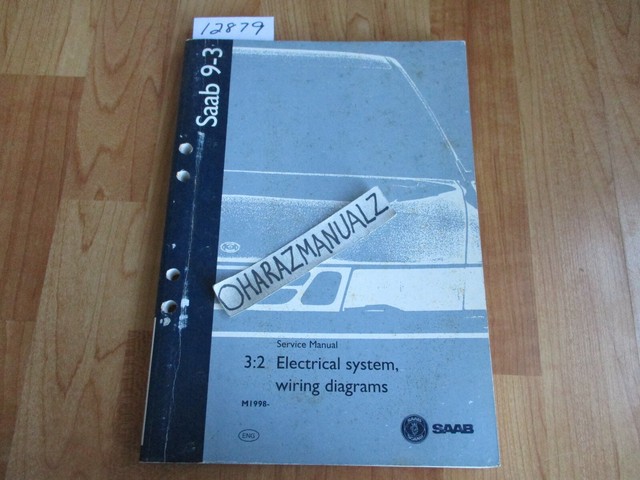 12879
Saab 9-3
OHARAZMANUALZ
Service Manual
3:2 Electrical system,
wiring diagrams
M1998-
ENG
SAAB